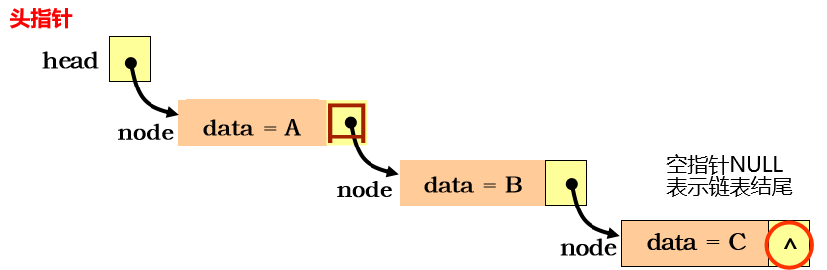 头指针
head
node
data = A
node
data = B
空指针NULL
表示链表结尾
node
data = C
^